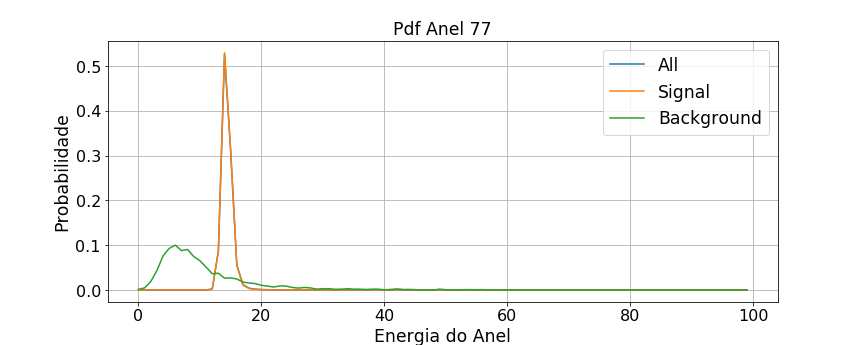 Pdf Anel 77
Probabilidade
0.5
0.4
0.3
0.2
0.1
0.0
All
Signal
Background
0 20 40 60 80 100
Energia do Anel